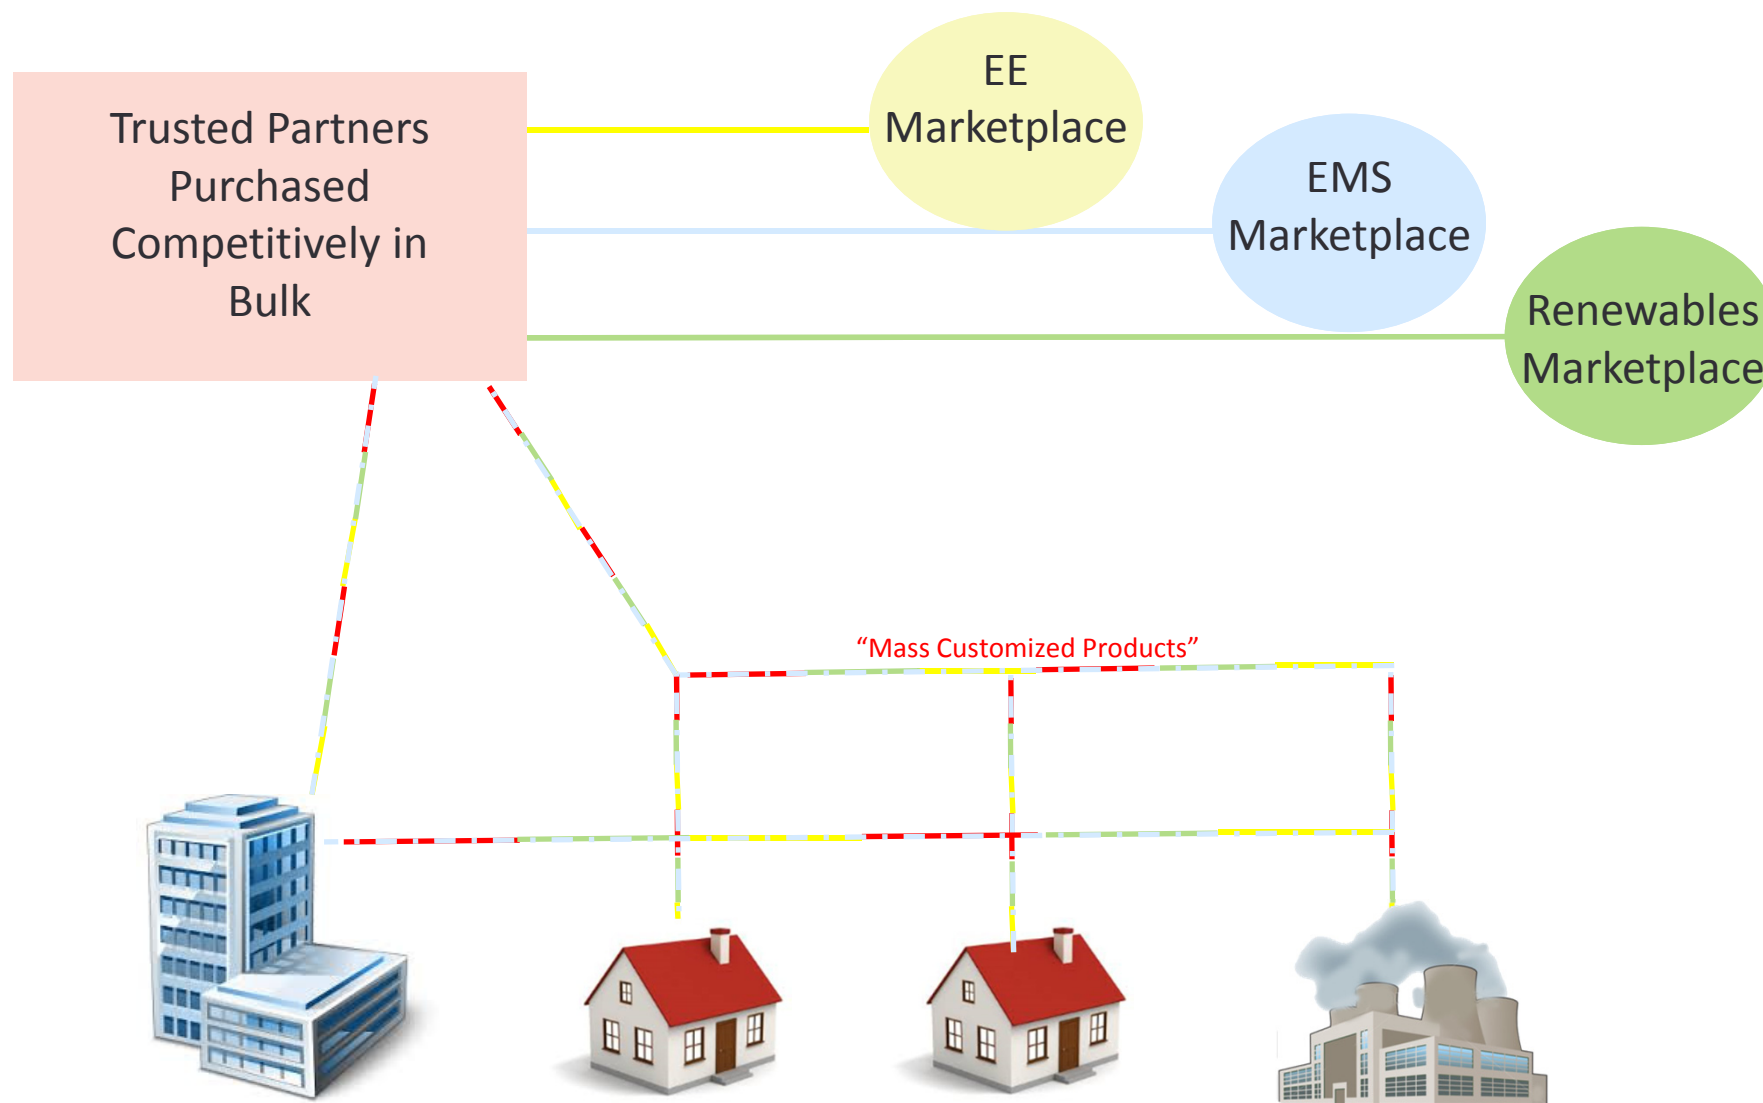 Trusted Partners
Purchased
Competitively in
Bulk
EE
Marketplace
EMS
Marketplace
Renewables
Marketplace
“Mass Customized Products”